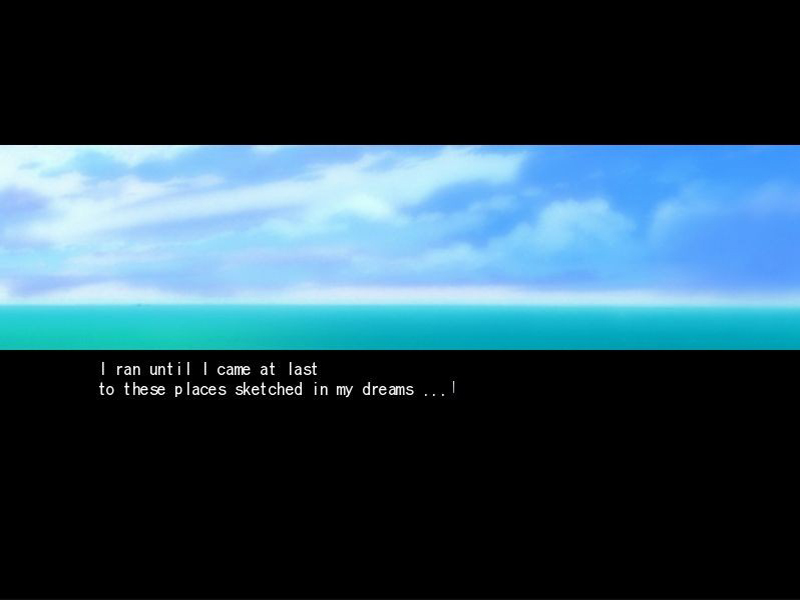 I ran until I came at last
to these places sketched in my dreams ...